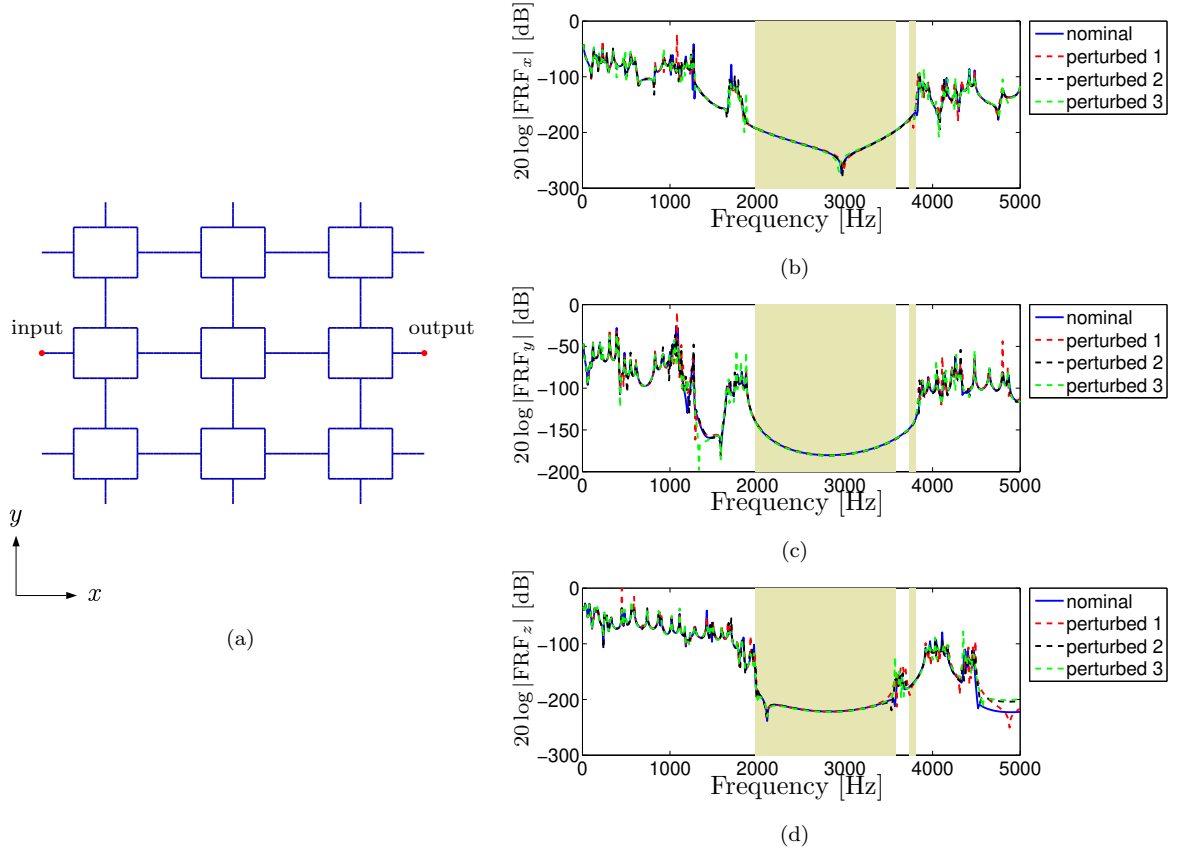 input
output
y
x
(a)
20 log |FRFx| [dB]
0
−100
−200
−300
0
1000
2000
3000
4000
5000
Frequency [Hz]
nominal
perturbed 1
perturbed 2
perturbed 3
(b)
20 log |FRFy| [dB]
0
−50
−100
−150
−200
0
1000
2000
3000
4000
5000
Frequency [Hz]
nominal
perturbed 1
perturbed 2
perturbed 3
(c)
20 log |FRFz| [dB]
0
−100
−200
−300
0
1000
2000
3000
4000
5000
Frequency [Hz]
nominal
perturbed 1
perturbed 2
perturbed 3
(d)